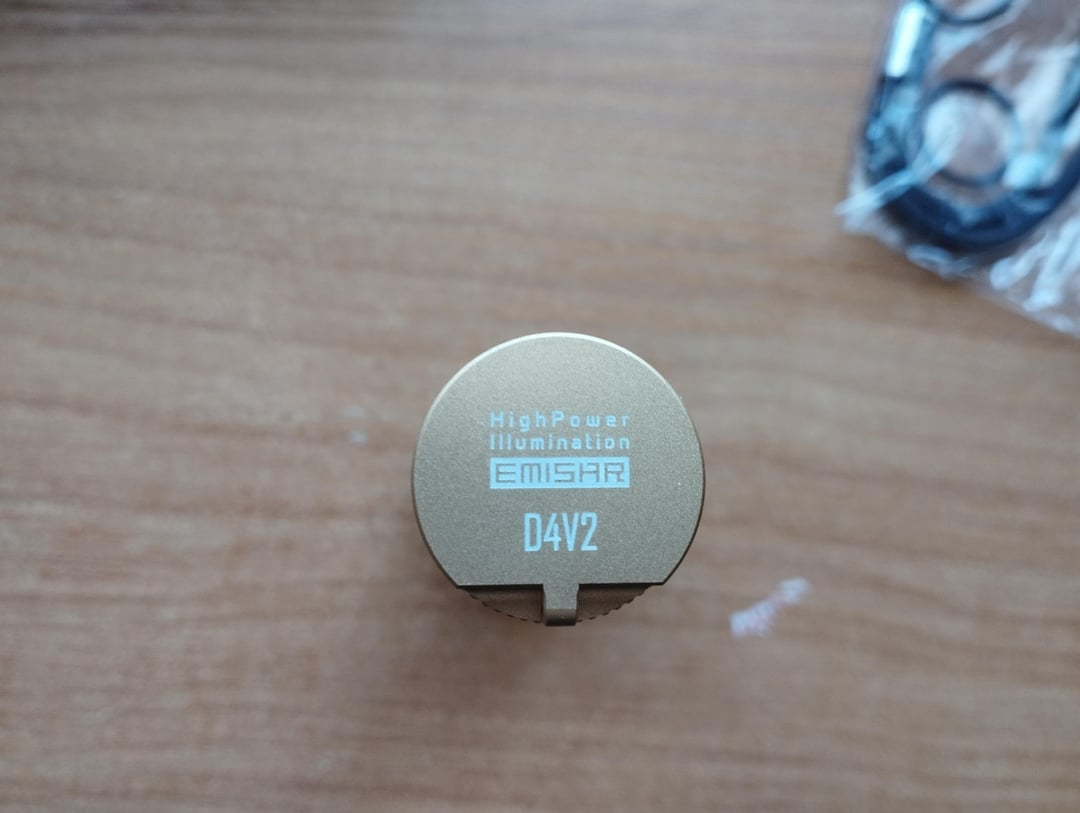 HighPower
Illumination
EMISAR
D4V2